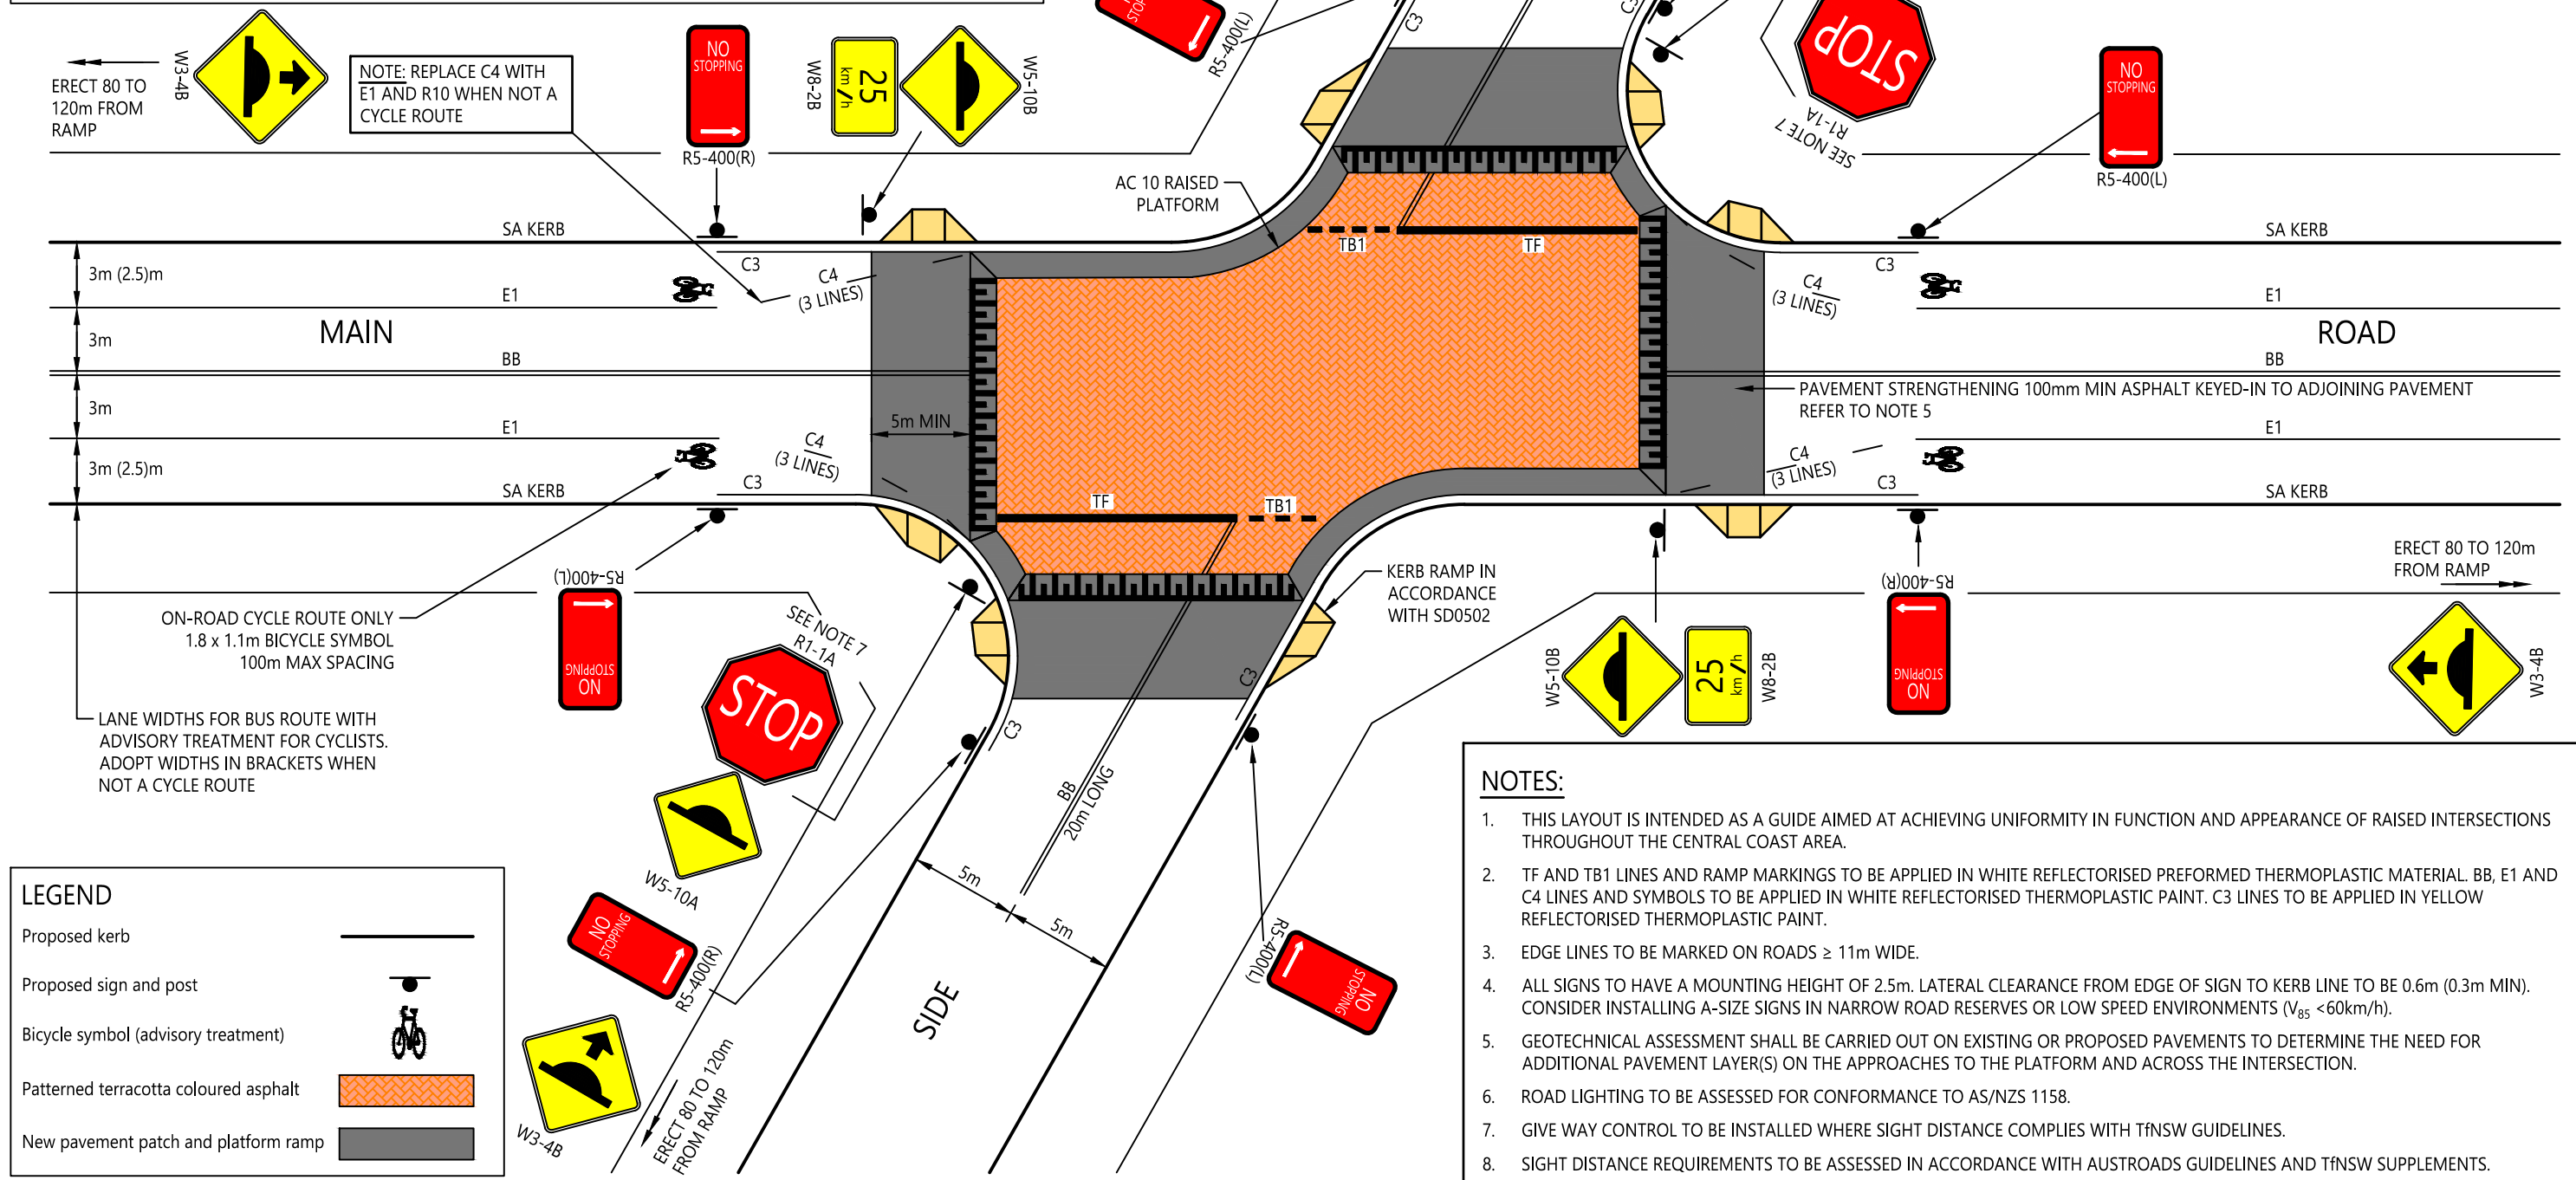 W3-4B
ERECT 80 TO
120m FROM
RAMP
NOTE: REPLACE C4 WITH
E1 AND R10 WHEN NOT A
CYCLE ROUTE
NO
STOPPING
R5-400(R)
W8-2B
25
km/h
W5-10B
R5-400(L)
C3
C3
STOP
R1-1A
SEE NOTE 7
NO
STOPPING
R5-400(L)
AC 10 RAISED
PLATFORM
SA KERB
SA KERB
TB1
TF
3m (2.5)m
C3
C4
(3 LINES)
C3
C4
(3 LINES)
E1
E1
MAIN
ROAD
3m
BB
BB
PAVEMENT STRENGTHENING 100mm MIN ASPHALT KEYED-IN TO ADJOINING PAVEMENT
REFER TO NOTE 5
3m
E1
5m MIN
E1
C4
(3 LINES)
C4
(3 LINES)
3m (2.5)m
C3
C3
SA KERB
SA KERB
TF
TB1
ERECT 80 TO 120m
FROM RAMP
R5-400(L)
NO
STOPPING
KERB RAMP IN
ACCORDANCE
WITH SD0502
R5-400(R)
NO
STOPPING
ON-ROAD CYCLE ROUTE ONLY
1.8 x 1.1m BICYCLE SYMBOL
100m MAX SPACING
SEE NOTE 7
R1-1A
STOP
W5-10B
25
km/h
W8-2B
W3-4B
C3
C3
LANE WIDTHS FOR BUS ROUTE WITH
ADVISORY TREATMENT FOR CYCLISTS.
ADOPT WIDTHS IN BRACKETS WHEN
NOT A CYCLE ROUTE
BB
20m LONG
W5-10A
5m
5m
NO
STOPPING
R5-400(R)
R5-400(L)
NO
STOPPING
SIDE
W3-4B
ERECT 80 TO 120m
FROM RAMP
LEGEND
Proposed kerb
Proposed sign and post
Bicycle symbol (advisory treatment)
Patterned terracotta coloured asphalt
New pavement patch and platform ramp
NOTES:
1. THIS LAYOUT IS INTENDED AS A GUIDE AIMED AT ACHIEVING UNIFORMITY IN FUNCTION AND APPEARANCE OF RAISED INTERSECTIONS
THROUGHOUT THE CENTRAL COAST AREA.
2. TF AND TB1 LINES AND RAMP MARKINGS TO BE APPLIED IN WHITE REFLECTORISED PREFORMED THERMOPLASTIC MATERIAL. BB, E1 AND
C4 LINES AND SYMBOLS TO BE APPLIED IN WHITE REFLECTORISED THERMOPLASTIC PAINT. C3 LINES TO BE APPLIED IN YELLOW
REFLECTORISED THERMOPLASTIC PAINT.
3. EDGE LINES TO BE MARKED ON ROADS ≥ 11m WIDE.
4. ALL SIGNS TO HAVE A MOUNTING HEIGHT OF 2.5m. LATERAL CLEARANCE FROM EDGE OF SIGN TO KERB LINE TO BE 0.6m (0.3m MIN).
CONSIDER INSTALLING A-SIZE SIGNS IN NARROW ROAD RESERVES OR LOW SPEED ENVIRONMENTS (V85 <60km/h).
5. GEOTECHNICAL ASSESSMENT SHALL BE CARRIED OUT ON EXISTING OR PROPOSED PAVEMENTS TO DETERMINE THE NEED FOR
ADDITIONAL PAVEMENT LAYER(S) ON THE APPROACHES TO THE PLATFORM AND ACROSS THE INTERSECTION.
6. ROAD LIGHTING TO BE ASSESSED FOR CONFORMANCE TO AS/NZS 1158.
7. GIVE WAY CONTROL TO BE INSTALLED WHERE SIGHT DISTANCE COMPLIES WITH TfNSW GUIDELINES.
8. SIGHT DISTANCE REQUIREMENTS TO BE ASSESSED IN ACCORDANCE WITH AUSTROADS GUIDELINES AND TfNSW SUPPLEMENTS.